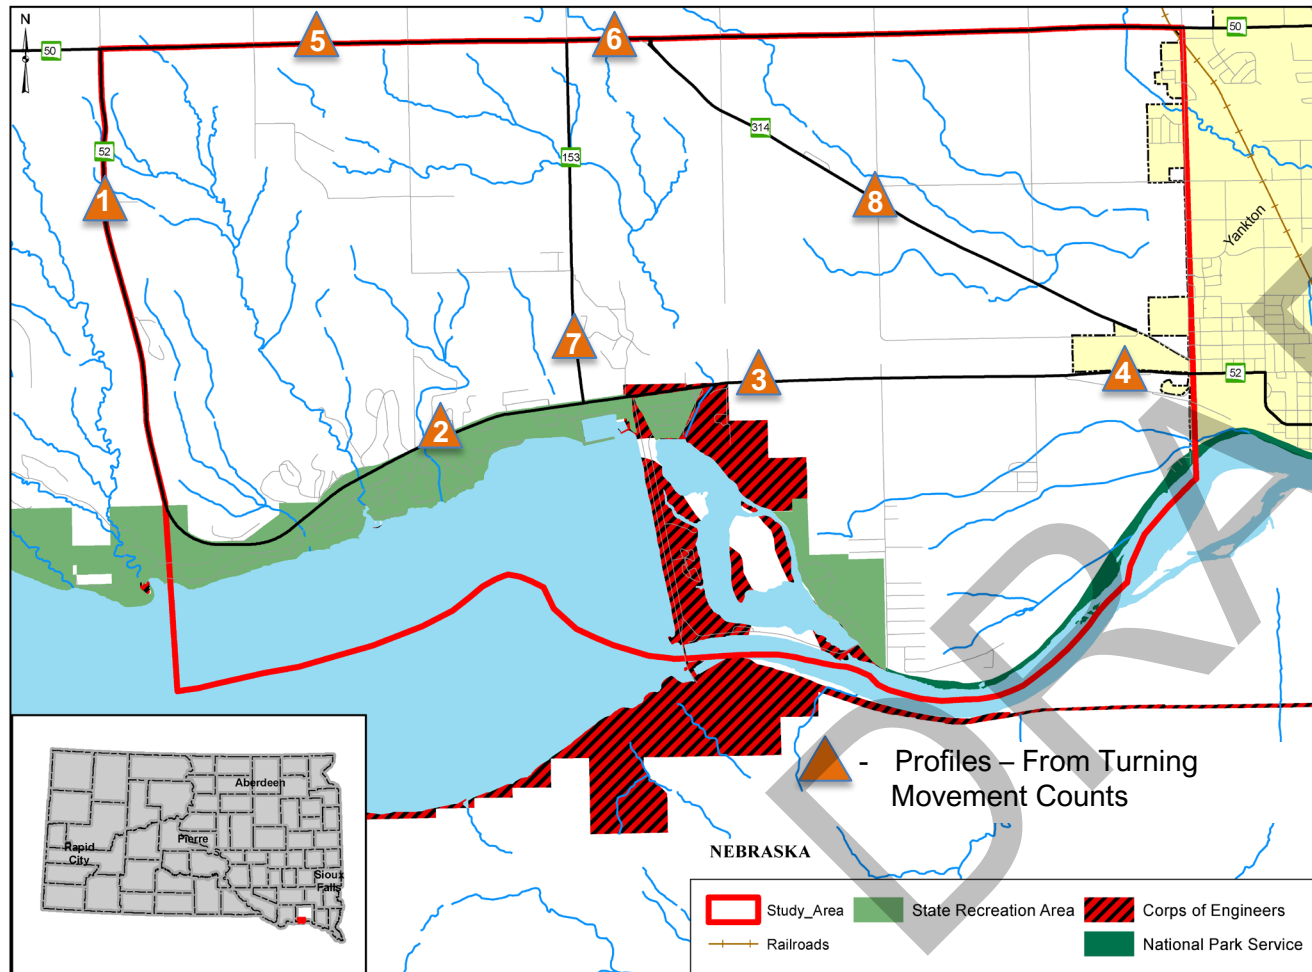 N
50
5
6
50
52
153
314
1
8
Yankton
7
3
4
52
2
- Profiles – From Turning
Movement Counts
NEBRASKA
Aberdeen
Pierre
Rapid
City
Sioux
Falls
Study_Area
State Recreation Area
Corps of Engineers
Railroads
National Park Service
DRA